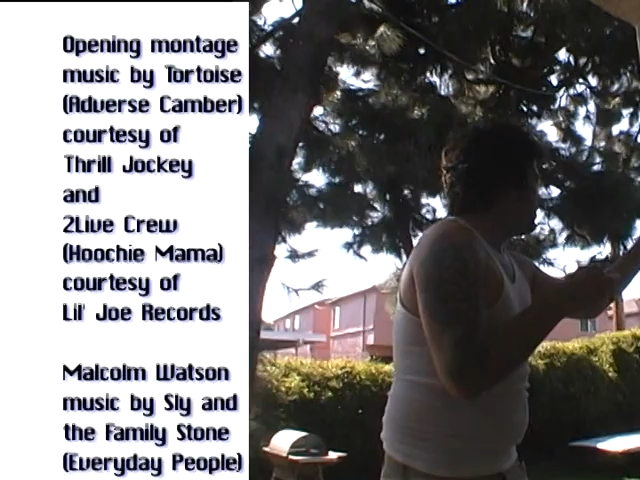 Opening montage
music by Tortoise
(Adverse Camber)
courtesy of
Thrill Jockey
and
2Live Crew
(Hoochie Mama)
courtesy of
Lil' Joe Records
Malcolm Watson
music by Sly and
the Family Stone
(Everyday People)